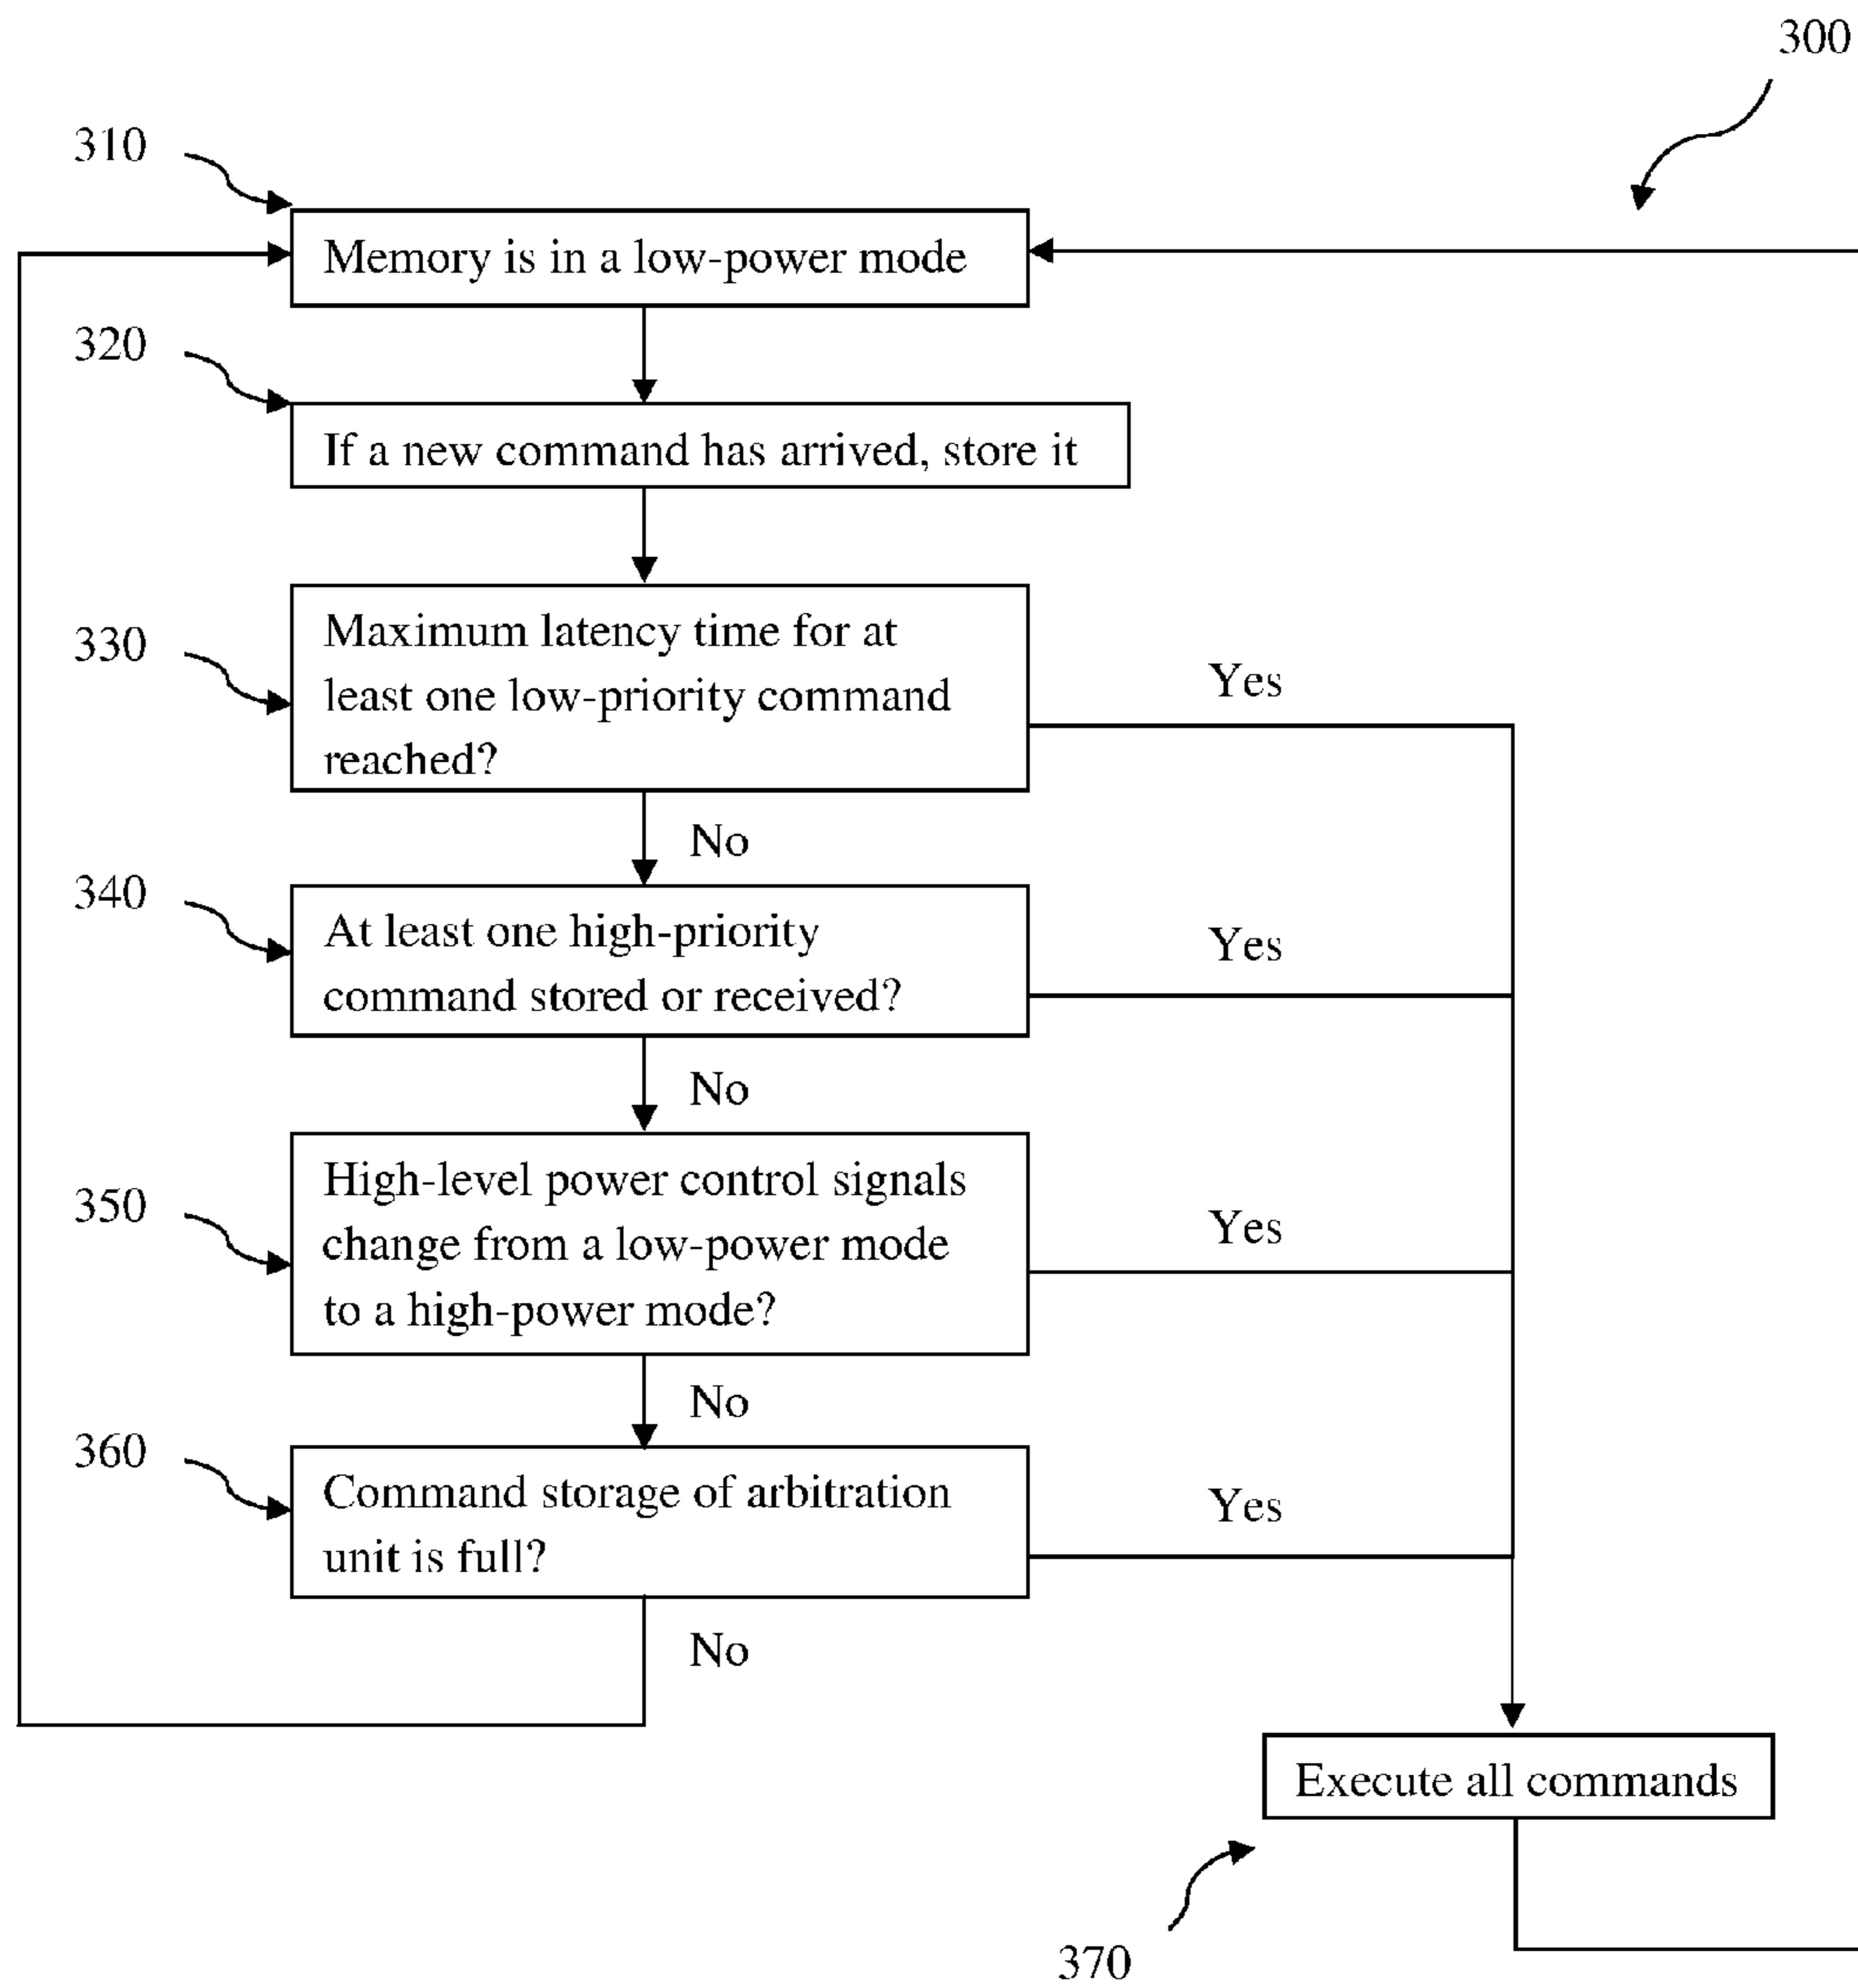 300
310
Memory is in a low-power mode
320
If a new command has arrived, store it
330
Maximum latency time for at
least one low-priority command
reached?
Yes
No
340
At least one high-priority
command stored or received?
Yes
No
350
High-level power control signals
change from a low-power mode
to a high-power mode?
Yes
No
360
Command storage of arbitration
unit is full?
Yes
No
Execute all commands
370